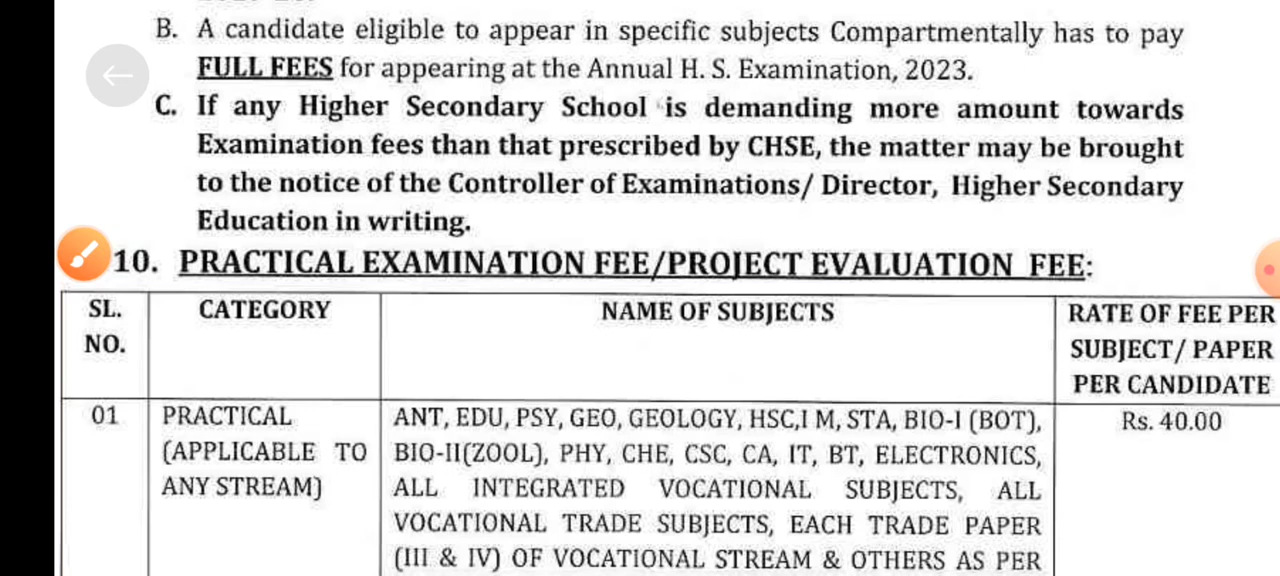 B. A candidate eligible to appear in specific subjects Compartmentally has to pay
FULL FEES for appearing at the Annual H. S. Examination, 2023.
C. If any Higher Secondary School is demanding more amount towards
Examination fees than that prescribed by CHSE, the matter may be brought
to the notice of the Controller of Examinations/ Director, Higher Secondary
Education in writing.
10. PRACTICAL EXAMINATION FEE/PROJECT EVALUATION FEE:
SL.
NO.
CATEGORY
NAME OF SUBJECTS
RATE OF FEE PER
SUBJECT/ PAPER
PER CANDIDATE
01
PRACTICAL
(APPLICABLE TO
ANY STREAM)
ANT, EDU, PSY, GEO, GEOLOGY, HSC,I M, STA, BIO-I (BOT),
BIO-II(ZOOL), PHY, CHE, CSC, CA, IT, BT, ELECTRONICS,
ALL INTEGRATED VOCATIONAL SUBJECTS, ALL
VOCATIONAL TRADE SUBJECTS, EACH TRADE PAPER
(III & IV) OF VOCATIONAL STREAM & OTHERS AS PER
Rs. 40.00